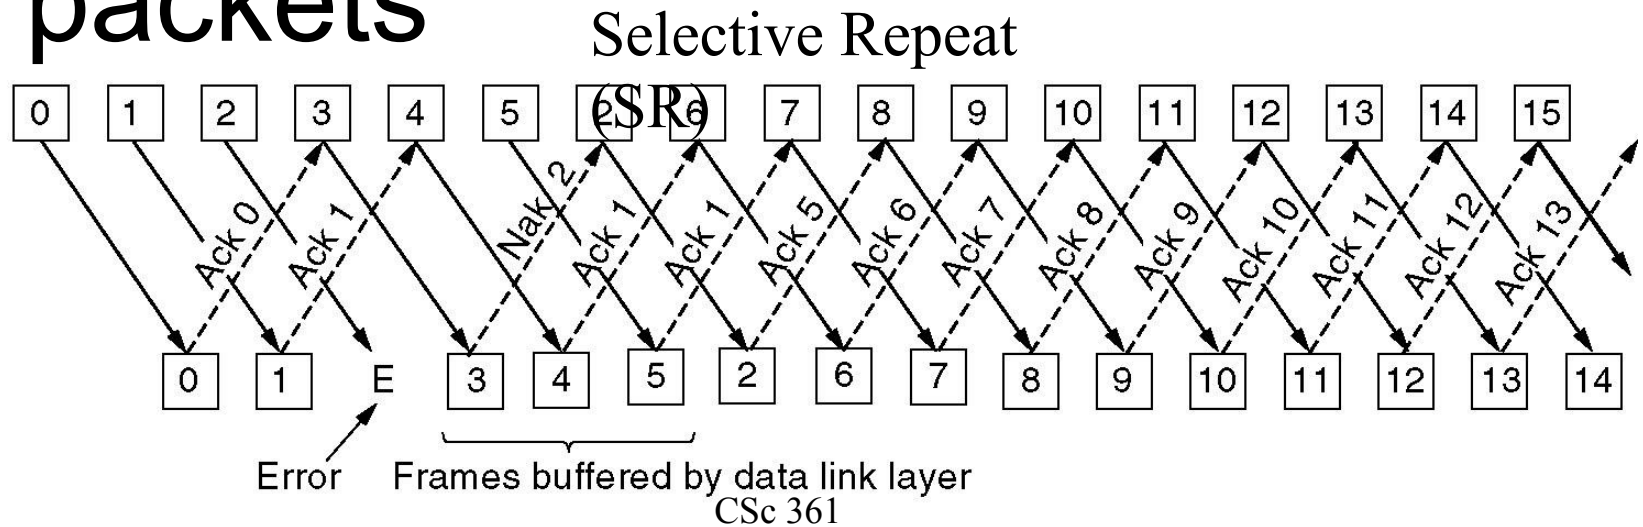 packets
Selective Repeat
(SR)
0 1 2 3 4 5 2 6 7 8 9 10 11 12 13 14 15
Ack 0 Ack 1 Nak 2 Ack 1 Ack 1 Ack 5 Ack 6 Ack 7 Ack 8 Ack 9 Ack 10 Ack 11 Ack 12 Ack 13
0 1 E 3 4 5 2 6 7 8 9 10 11 12 13 14
Error Frames buffered by data link layer
CSc 361